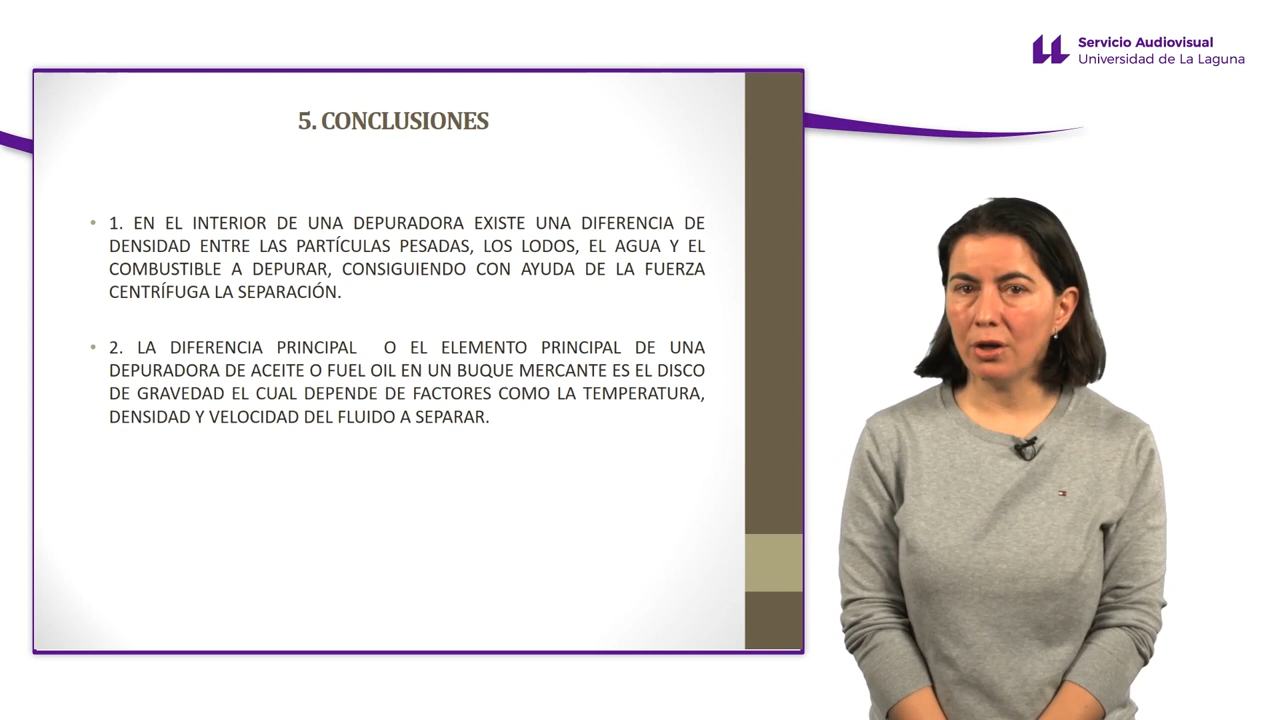 Servicio Audiovisual
Universidad de La Laguna
5. CONCLUSIONES
• 1. EN EL INTERIOR DE UNA DEPURADORA EXISTE UNA DIFERENCIA DE
DENSIDAD ENTRE LAS PARTÍCULAS PESADAS, LOS LODOS, EL AGUA Y EL
COMBUSTIBLE A DEPURAR, CONSIGUIENDO CON AYUDA DE LA FUERZA
CENTRÍFUGA LA SEPARACIÓN.
• 2. LA DIFERENCIA PRINCIPAL O EL ELEMENTO PRINCIPAL DE UNA
DEPURADORA DE ACEITE O FUEL OIL EN UN BUQUE MERCANTE ES EL DISCO
DE GRAVEDAD EL CUAL DEPENDE DE FACTORES COMO LA TEMPERATURA,
DENSIDAD Y VELOCIDAD DEL FLUIDO A SEPARAR.